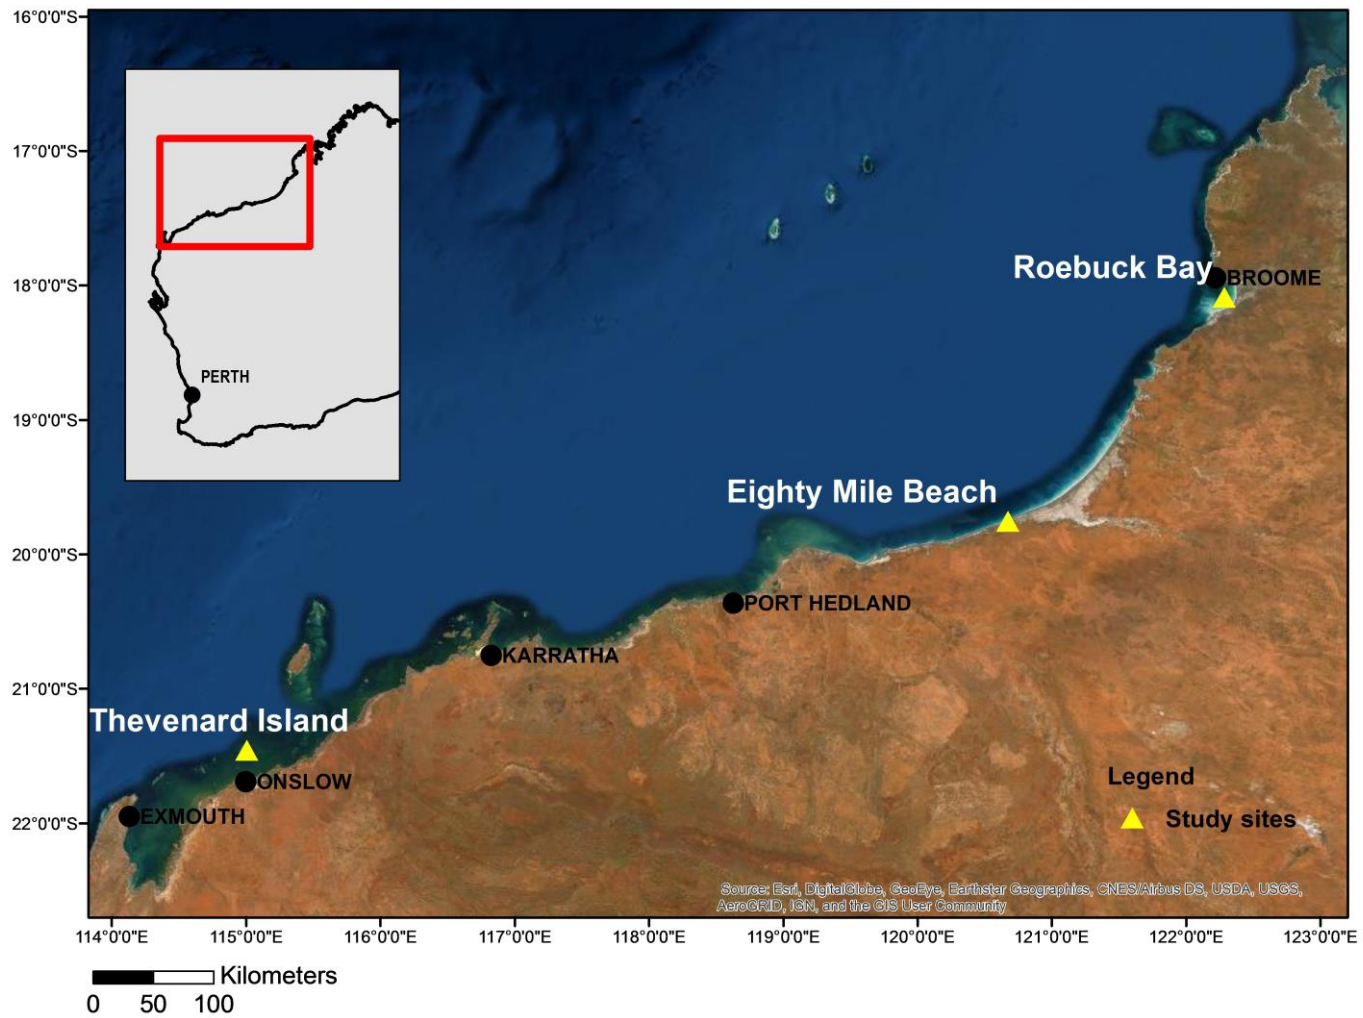 16°0'0"S
17°0'0"S
18°0'0"S
19°0'0"S
20°0'0"S
21°0'0"S
22°0'0"S
PERTH
Roebuck Bay
BROOME
Eighty Mile Beach
PORT HEDLAND
KARRATHA
Thevenard Island
ONSLOW
EXMOUTH
Legend
Study sites
Source: Esri, DigitalGlobe, GeoEye, Earthstar Geographics, CNES/Airbus DS, USDA, USGS,
AeroGRID, IGN, and the GIS User Community
114°0'0"E 115°0'0"E 116°0'0"E 117°0'0"E 118°0'0"E 119°0'0"E 120°0'0"E 121°0'0"E 122°0'0"E 123°0'0"E
Kilometers
0 50 100